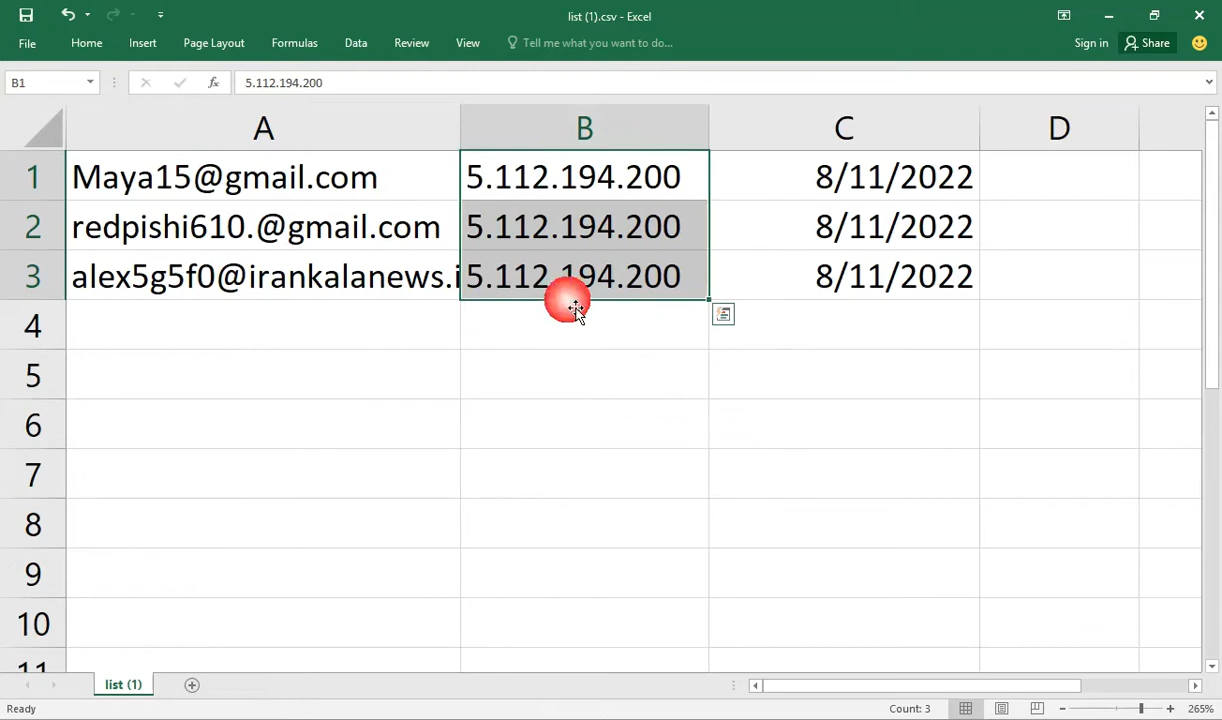 list (1).csv - Excel
File Home Insert Page Layout Formulas Data Review View Tell me what you want to do... Sign in Share
B1 fx 5.112.194.200
A B C D
1 Maya15@gmail.com 5.112.194.200 8/11/2022
2 redpishi610.@gmail.com 5.112.194.200 8/11/2022
3 alex5g5f0@irankalanews.i 5.112.194.200 8/11/2022
4
5
6
7
8
9
10
11
list (1)
Ready Count: 3 265%